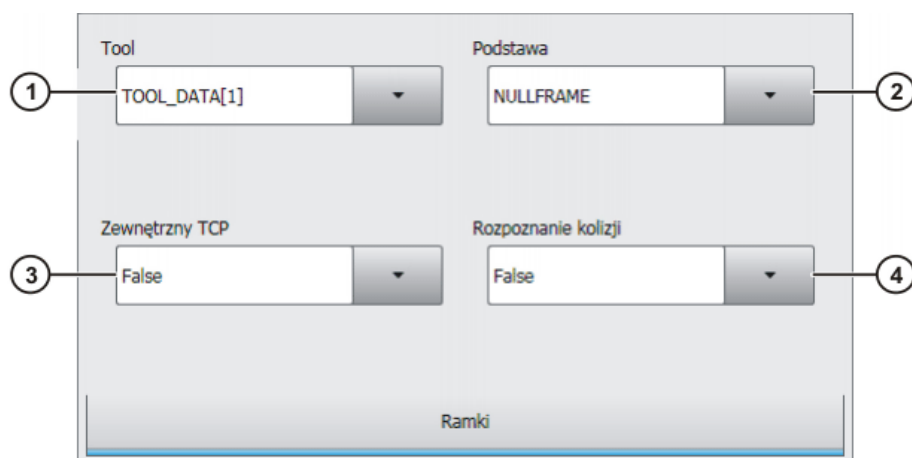 Tool Podstawa
1 TOOL_DATA[1] NULLFRAME 2
Zewnętrzny TCP Rozpoznanie kolizji
3 False False 4
Ramki